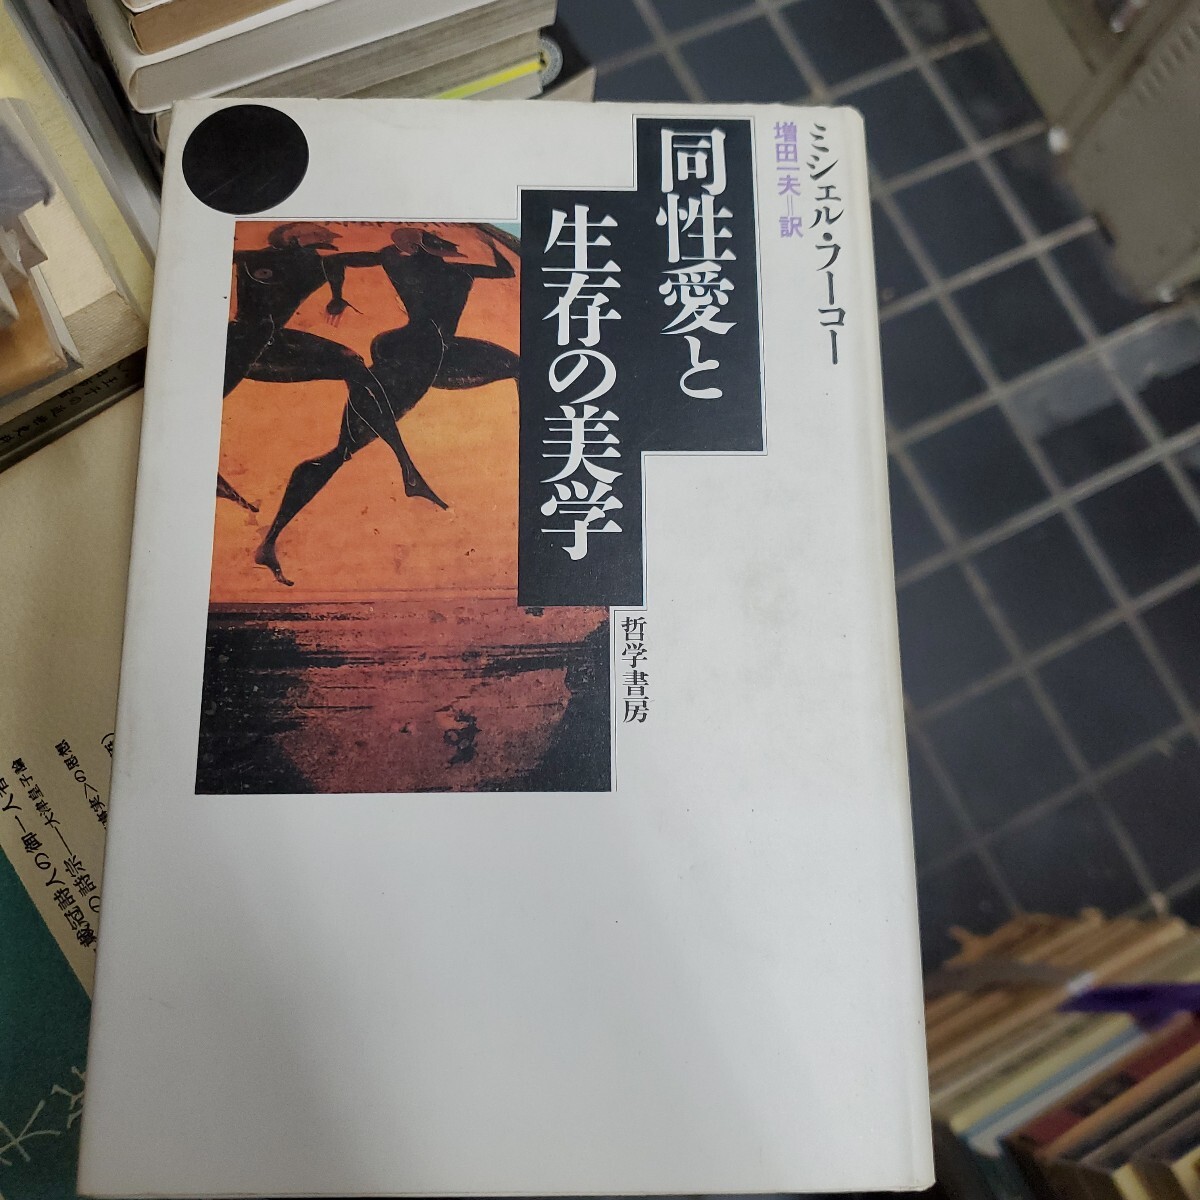 ミシェル・フーコー
増田一夫=訳
同性愛と
生存の美学
哲学書房